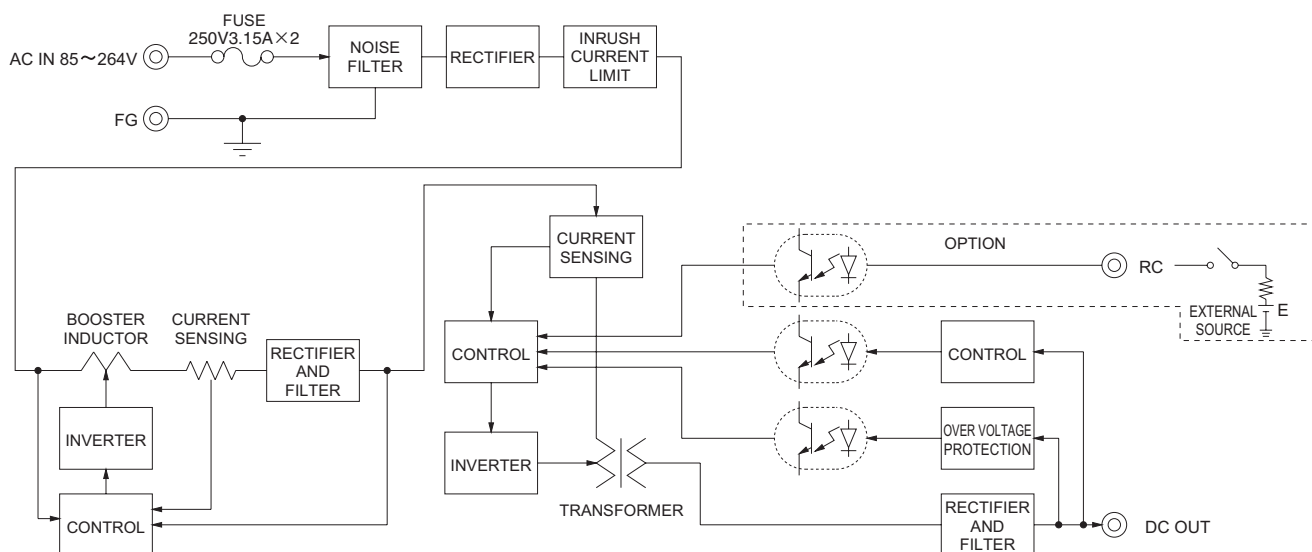 FUSE
250V3.15A×2
AC IN 85～264V
NOISE
FILTER
RECTIFIER
INRUSH
CURRENT
LIMIT
FG
CURRENT
SENSING
OPTION
RC
E
EXTERNAL
SOURCE
BOOSTER
INDUCTOR
CURRENT
SENSING
RECTIFIER
AND
FILTER
CONTROL
CONTROL
INVERTER
INVERTER
OVER VOLTAGE
PROTECTION
TRANSFORMER
CONTROL
RECTIFIER
AND
FILTER
DC OUT